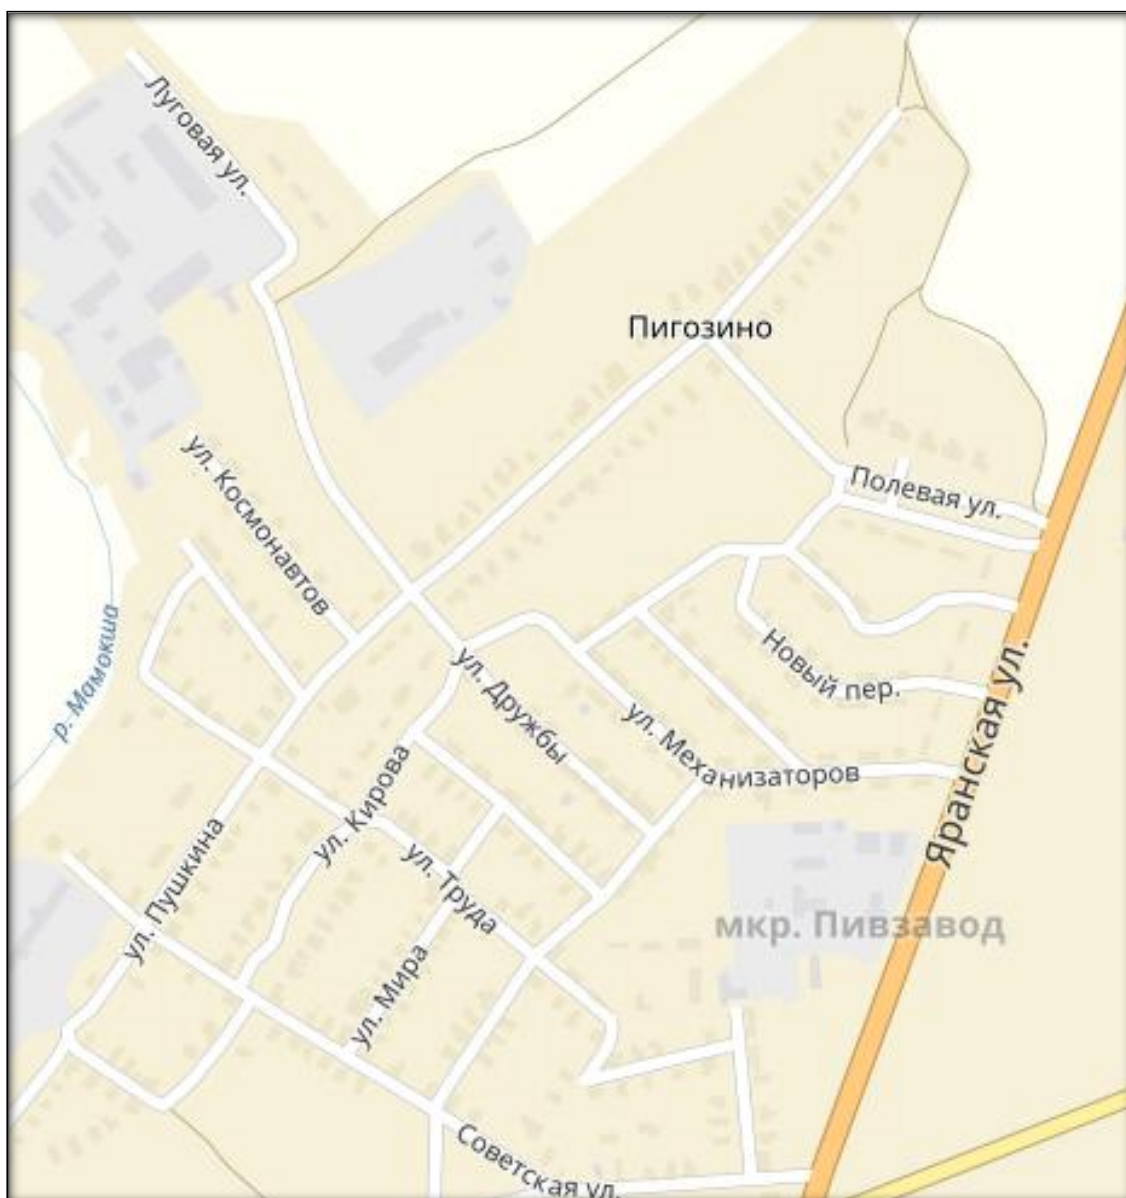 Луговая ул.
Пигозино
ул. Космонавтов
Полевая ул.
р. Мамокша
ул. Дружбы
Новый пер.
Яранская ул.
ул. Механизаторов
ул. Кирова
ул. Пушкина
ул. Труда
мкр. Пивзавод
ул. Мира
Советская ул.